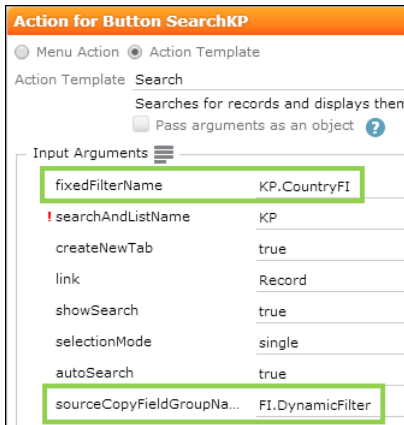 Action for Button SearchKP
Menu Action Action Template
Action Template Search
Searches for records and displays them
Pass arguments as an object ?
Input Arguments
fixedFilterName KP.CountryFI
! searchAndListName KP
createNewTab true
link Record
showSearch true
selectionMode single
autoSearch true
sourceCopyFieldGroupNa... FI.DynamicFilter